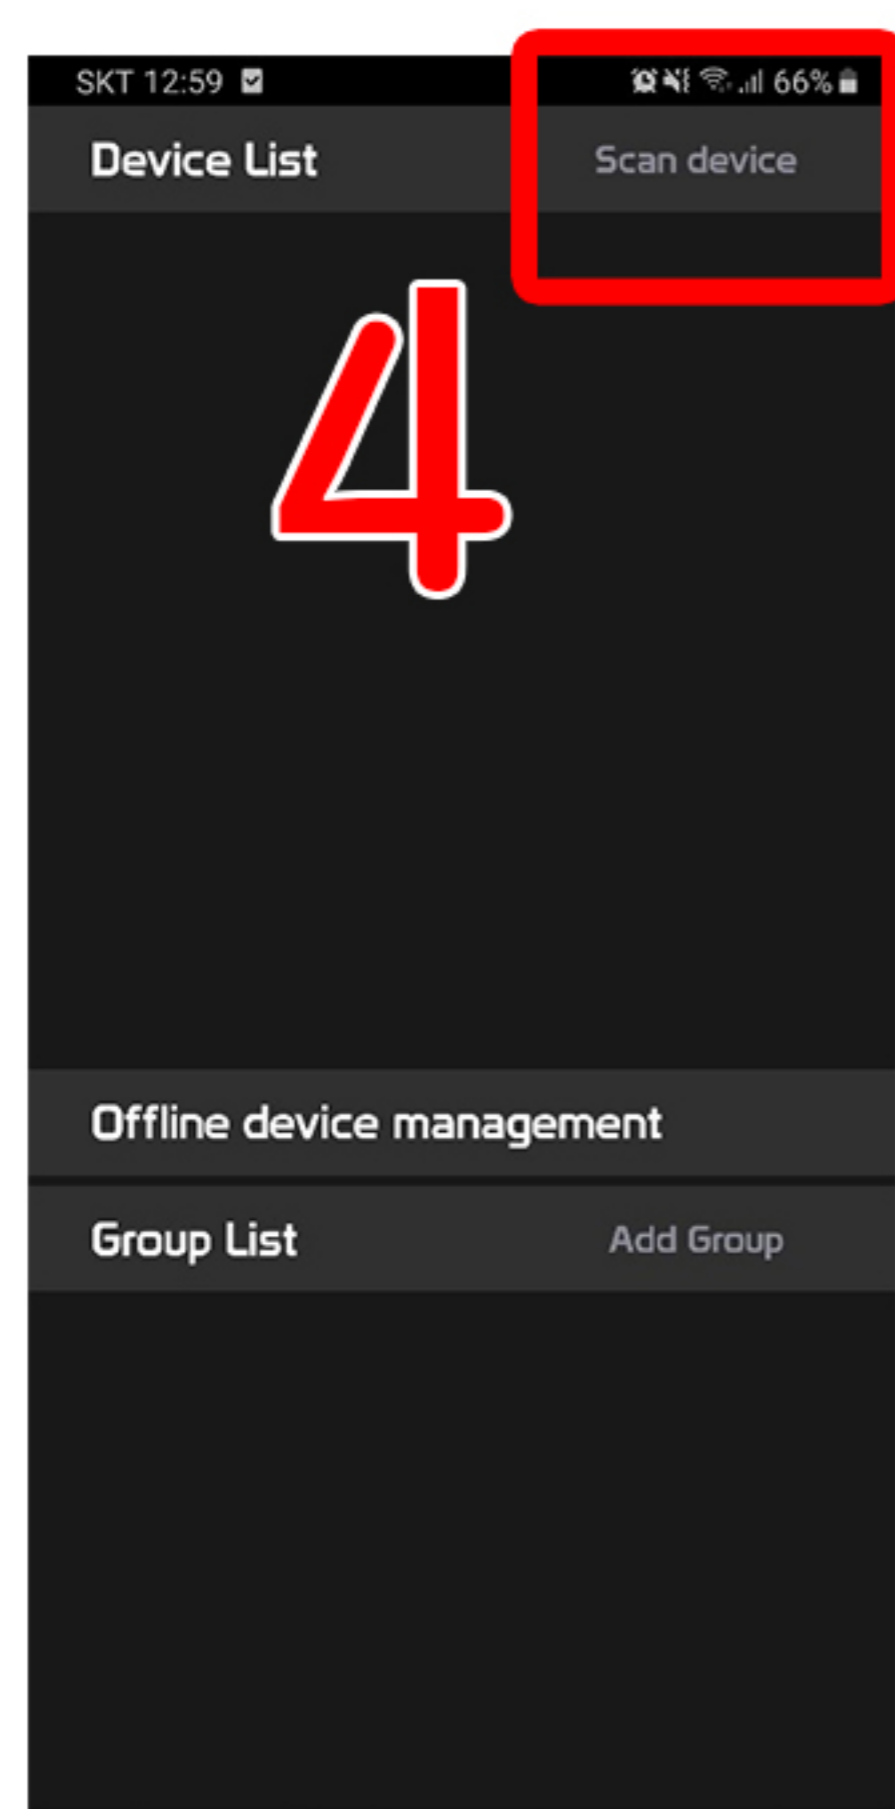 SKT 12:59 66%
Device List Scan device
4
Offline device management
Group List Add Group